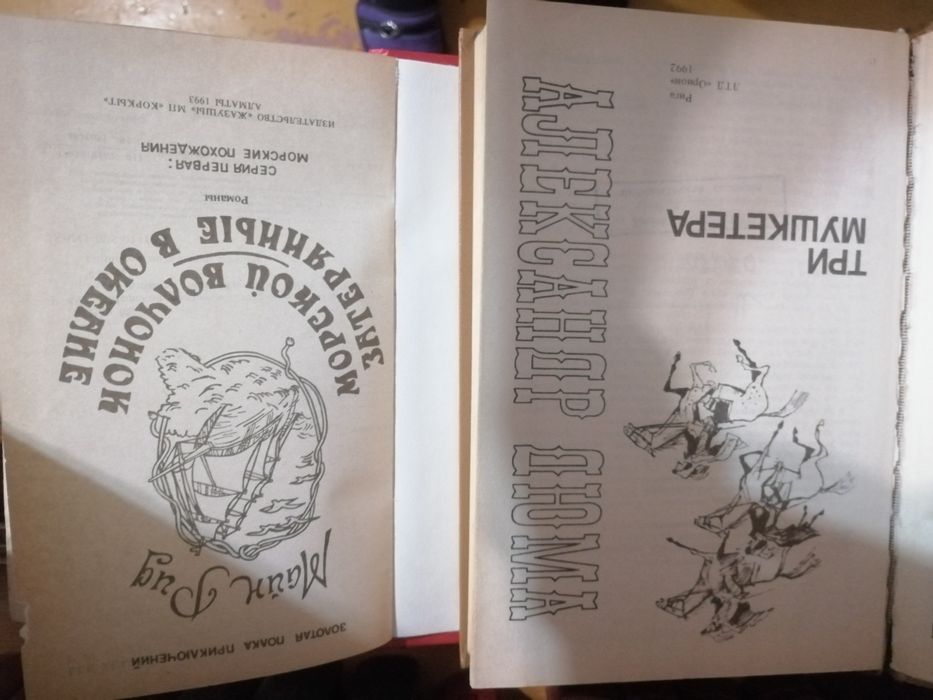 ЗОЛОТАЯ ПОЛКА ПРИКЛЮЧЕНИЙ
Майн Рид
МОРСКОЙ ВОЛЧОНОК
ЗАТЕРЯННЫЕ В ОКЕАНЕ
Романы
СЕРИЯ ПЕРВАЯ:
МОРСКИЕ ПОХОЖДЕНИЯ
ИЗДАТЕЛЬСТВО «ЖАЗУШЫ» МП «КОРКЫТ»
АЛМАТЫ 1993
АЛЕКСАНДР ДЮМА
ТРИ
МУШКЕТЕРА
Рига
ЛТД «Орион»
1992